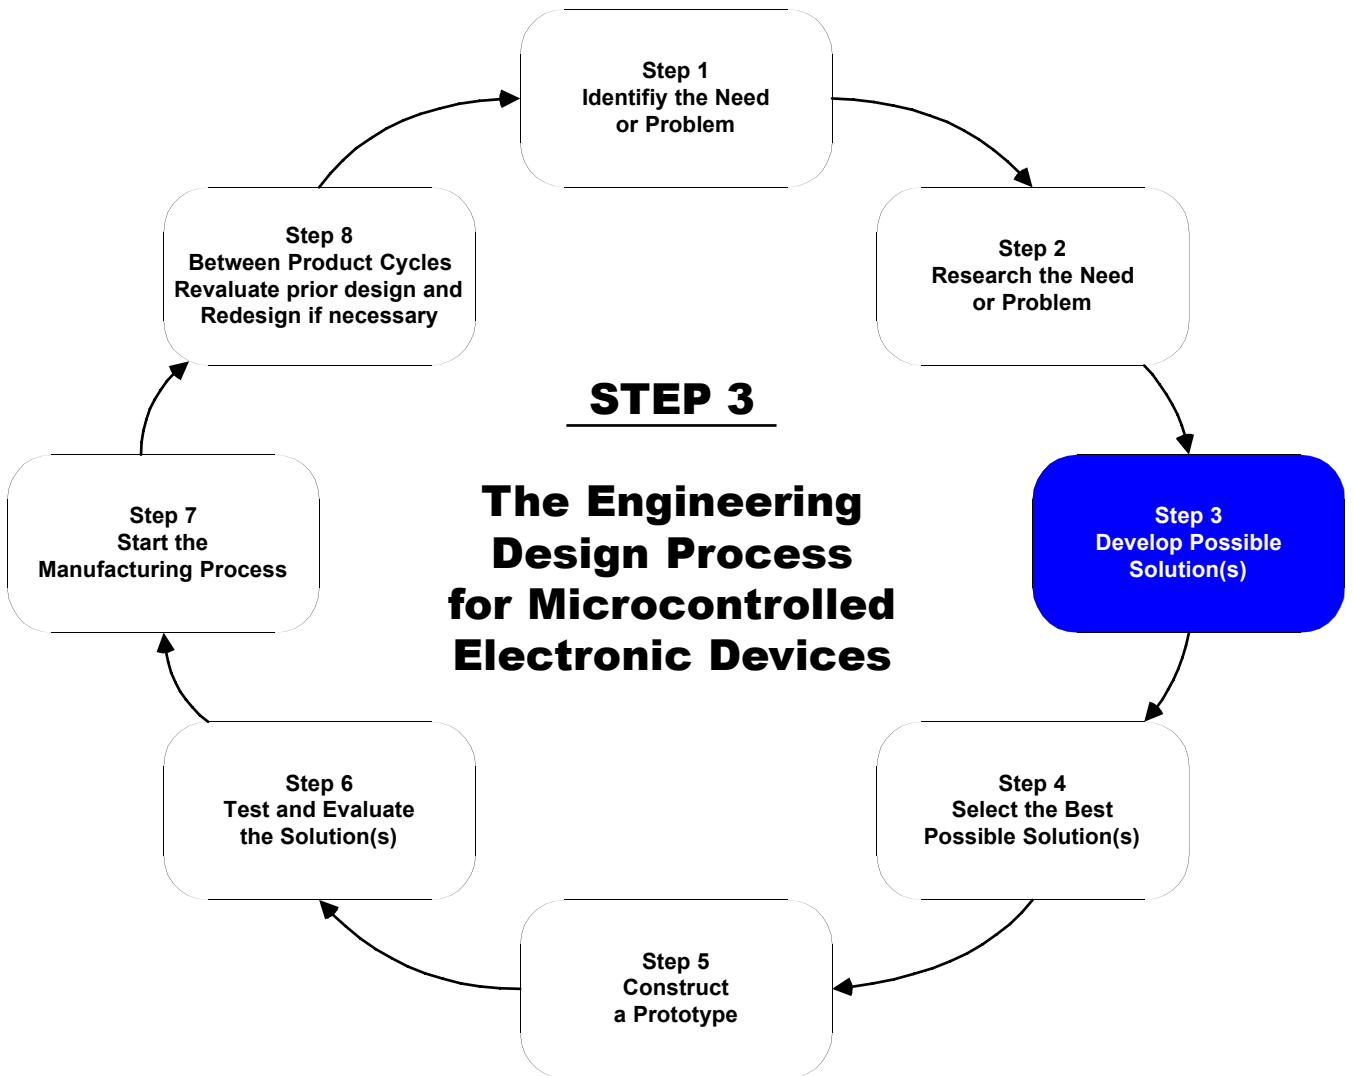 Step 1
Identifiy the Need
or Problem
Step 2
Research the Need
or Problem
Step 3
Develop Possible
Solution(s)
Step 4
Select the Best
Possible Solution(s)
Step 5
Construct
a Prototype
Step 6
Test and Evaluate
the Solution(s)
Step 7
Start the
Manufacturing Process
Step 8
Between Product Cycles
Revaluate prior design and
Redesign if necessary
STEP 3
The Engineering
Design Process
for Microcontrolled
Electronic Devices